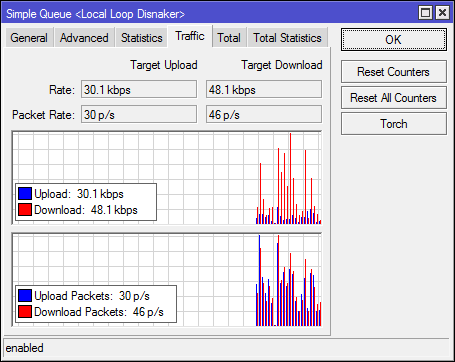 Simple Queue <Local Loop Disnaker>
General Advanced Statistics Traffic Total Total Statistics
OK
Target Upload Target Download
Reset Counters
Rate: 30.1 kbps 48.1 kbps
Reset All Counters
Packet Rate: 30 p/s 46 p/s
Torch
Upload: 30.1 kbps
Download: 48.1 kbps
Upload Packets: 30 p/s
Download Packets: 46 p/s
enabled